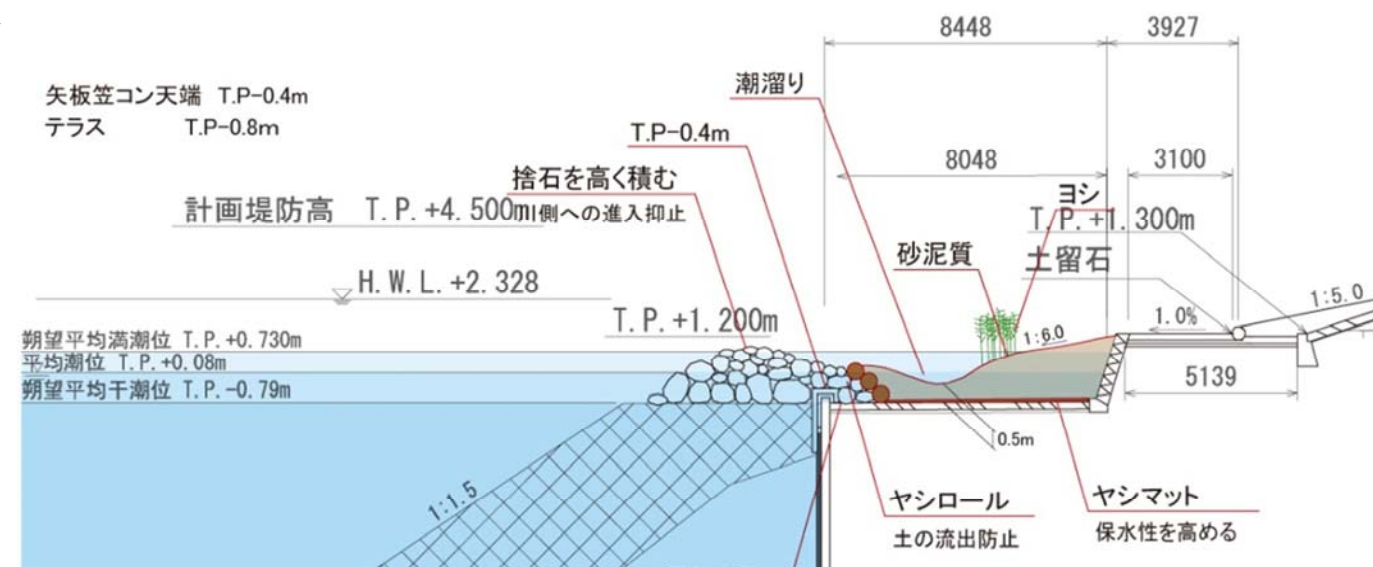 8448
3927
矢板笠コン天端 T.P-0.4m
テラス T.P-0.8m
潮溜り
T.P-0.4m
8048
3100
捨石を高く積む
川側への進入抑止
計画堤防高 T.P.+4.500m
ヨシ
T.P.+1.300m
砂泥質
土留石
H.W.L.+2.328
1:5.0
T.P.+1.200m
1.0%
朔望平均満潮位 T.P.+0.730m
1:6.0
平均潮位 T.P.+0.08m
朔望平均干潮位 T.P.-0.79m
5139
0.5m
1:1.5
ヤシロール
土の流出防止
ヤシマット
保水性を高める